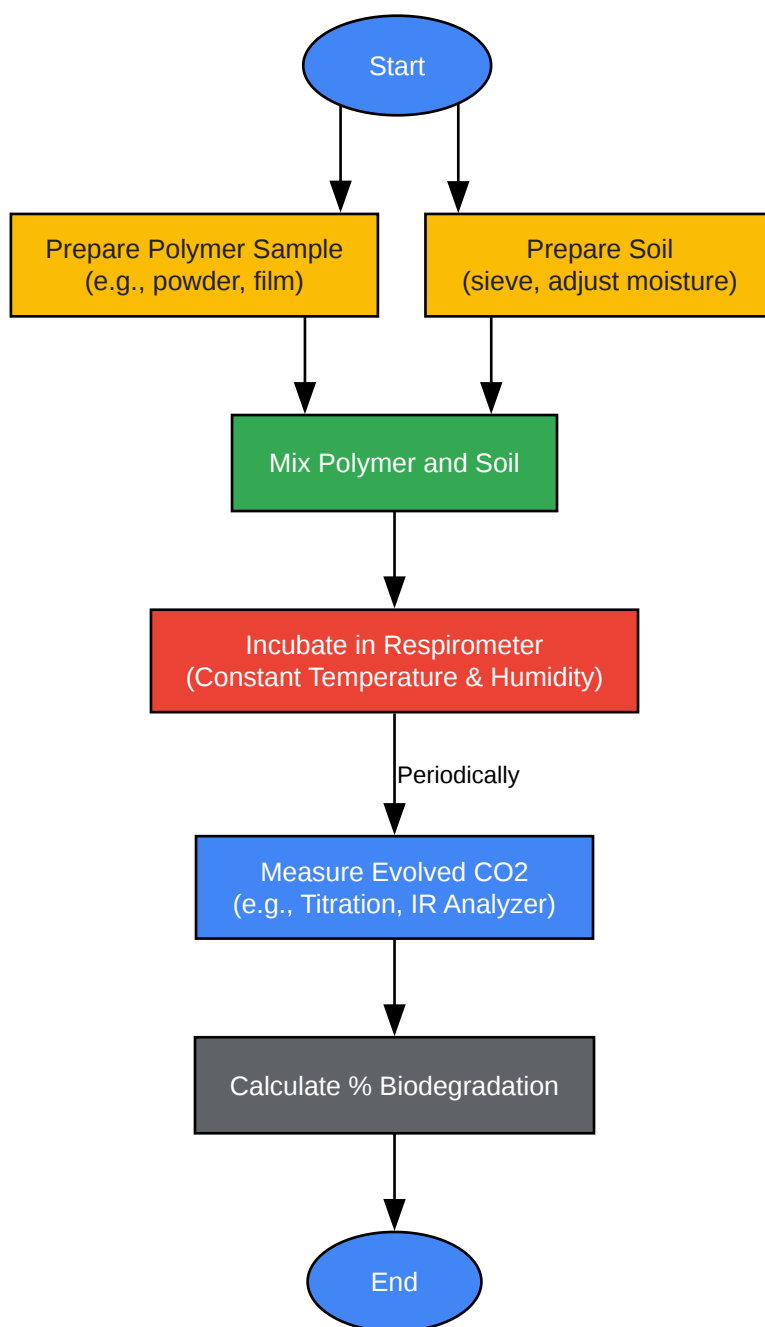 Start
Prepare Polymer Sample
(e.g., powder, film)
Prepare Soil
(sieve, adjust moisture)
Mix Polymer and Soil
Incubate in Respirometer
(Constant Temperature & Humidity)
Periodically
Measure Evolved CO2
(e.g., Titration, IR Analyzer)
Calculate % Biodegradation
End